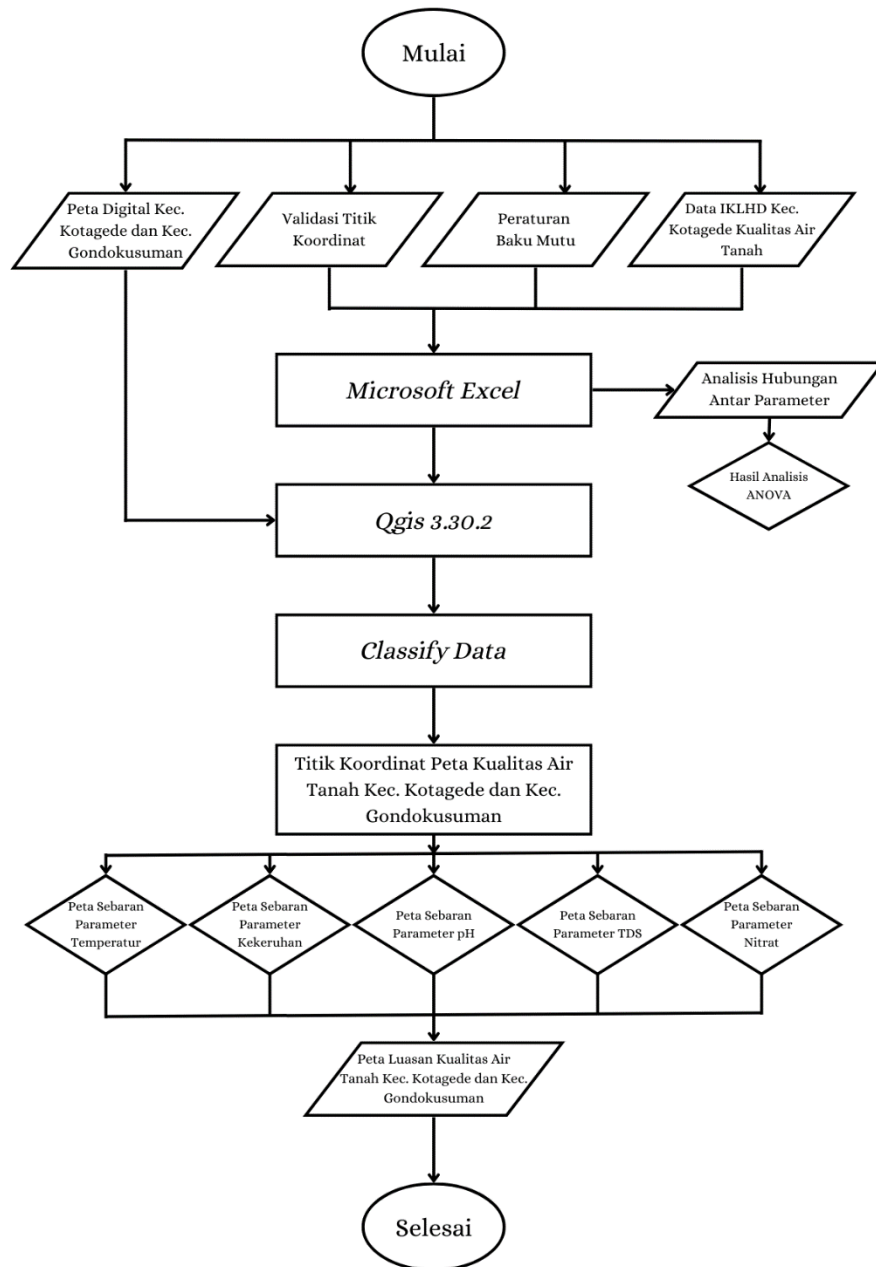 Mulai
Peta Digital Kec.
Kotagede dan Kec.
Gondokusuman
Validasi Titik
Koordinat
Peraturan
Baku Mutu
Data IKLHD Kec.
Kotagede Kualitas Air
Tanah
Microsoft Excel
Analisis Hubungan
Antar Parameter
Hasil Analisis
ANOVA
Qgis 3.30.2
Classify Data
Titik Koordinat Peta Kualitas Air
Tanah Kec. Kotagede dan Kec.
Gondokusuman
Peta Sebaran
Parameter
Temperatur
Peta Sebaran
Parameter
Kekeruhan
Peta Sebaran
Parameter pH
Peta Sebaran
Parameter TDS
Peta Sebaran
Parameter
Nitrat
Peta Luasan Kualitas Air
Tanah Kec. Kotagede dan Kec.
Gondokusuman
Selesai